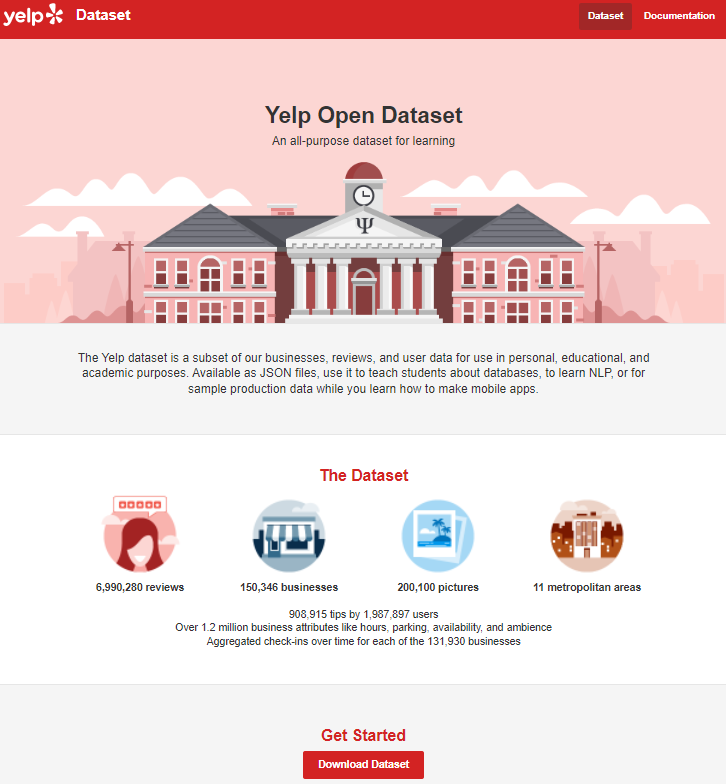 yelp Dataset Dataset Documentation
Yelp Open Dataset
An all-purpose dataset for learning
Ψ
The Yelp dataset is a subset of our businesses, reviews, and user data for use in personal, educational, and
academic purposes. Available as JSON files, use it to teach students about databases, to learn NLP, or for
sample production data while you learn how to make mobile apps.
The Dataset
6,990,280 reviews 150,346 businesses 200,100 pictures 11 metropolitan areas
908,915 tips by 1,987,897 users
Over 1.2 million business attributes like hours, parking, availability, and ambience
Aggregated check-ins over time for each of the 131,930 businesses
Get Started
Download Dataset